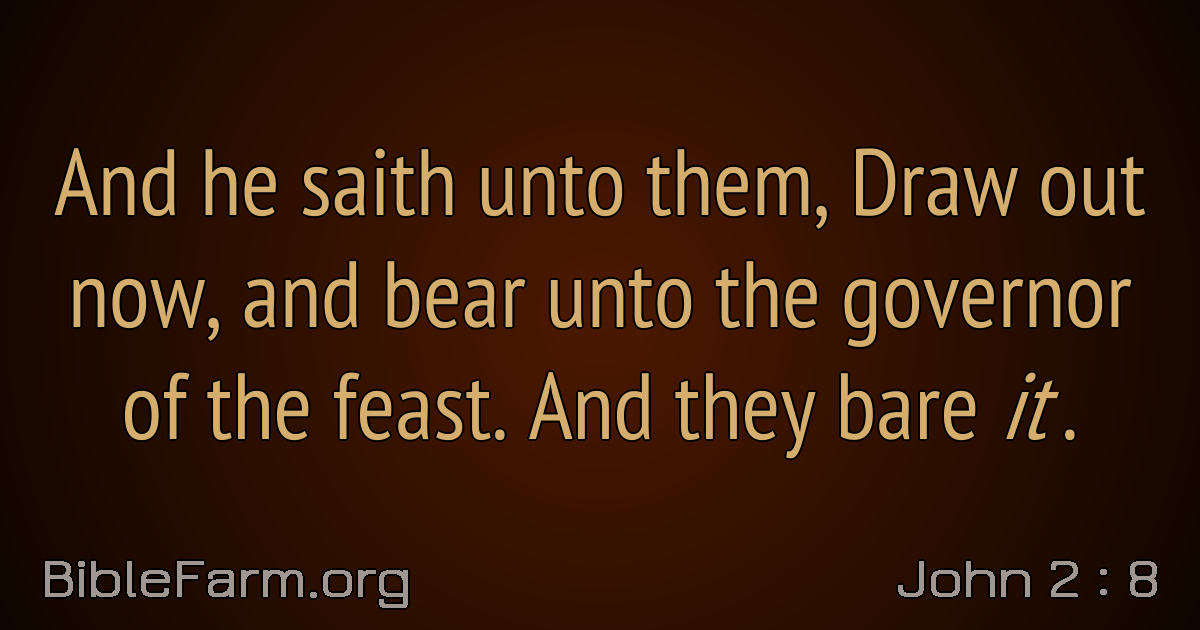 And he saith unto them, Draw out
now, and bear unto the governor
of the feast. And they bare it.
BibleFarm.org
John 2 : 8